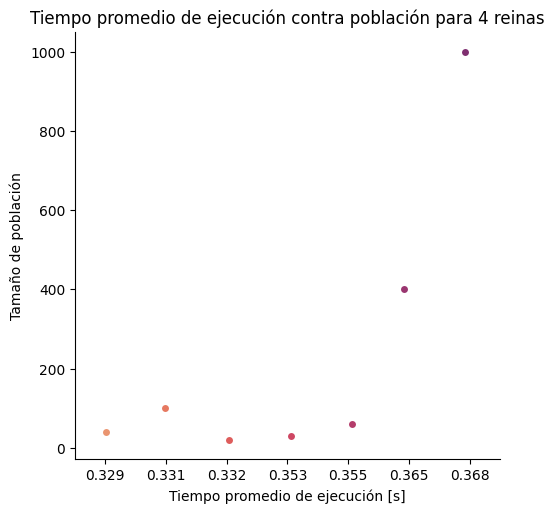 Tiempo promedio de ejecución contra población para 4 reinas
1000
800
600
400
200
0
Tamaño de población
0.329 0.331 0.332 0.353 0.355 0.365 0.368
Tiempo promedio de ejecución [s]